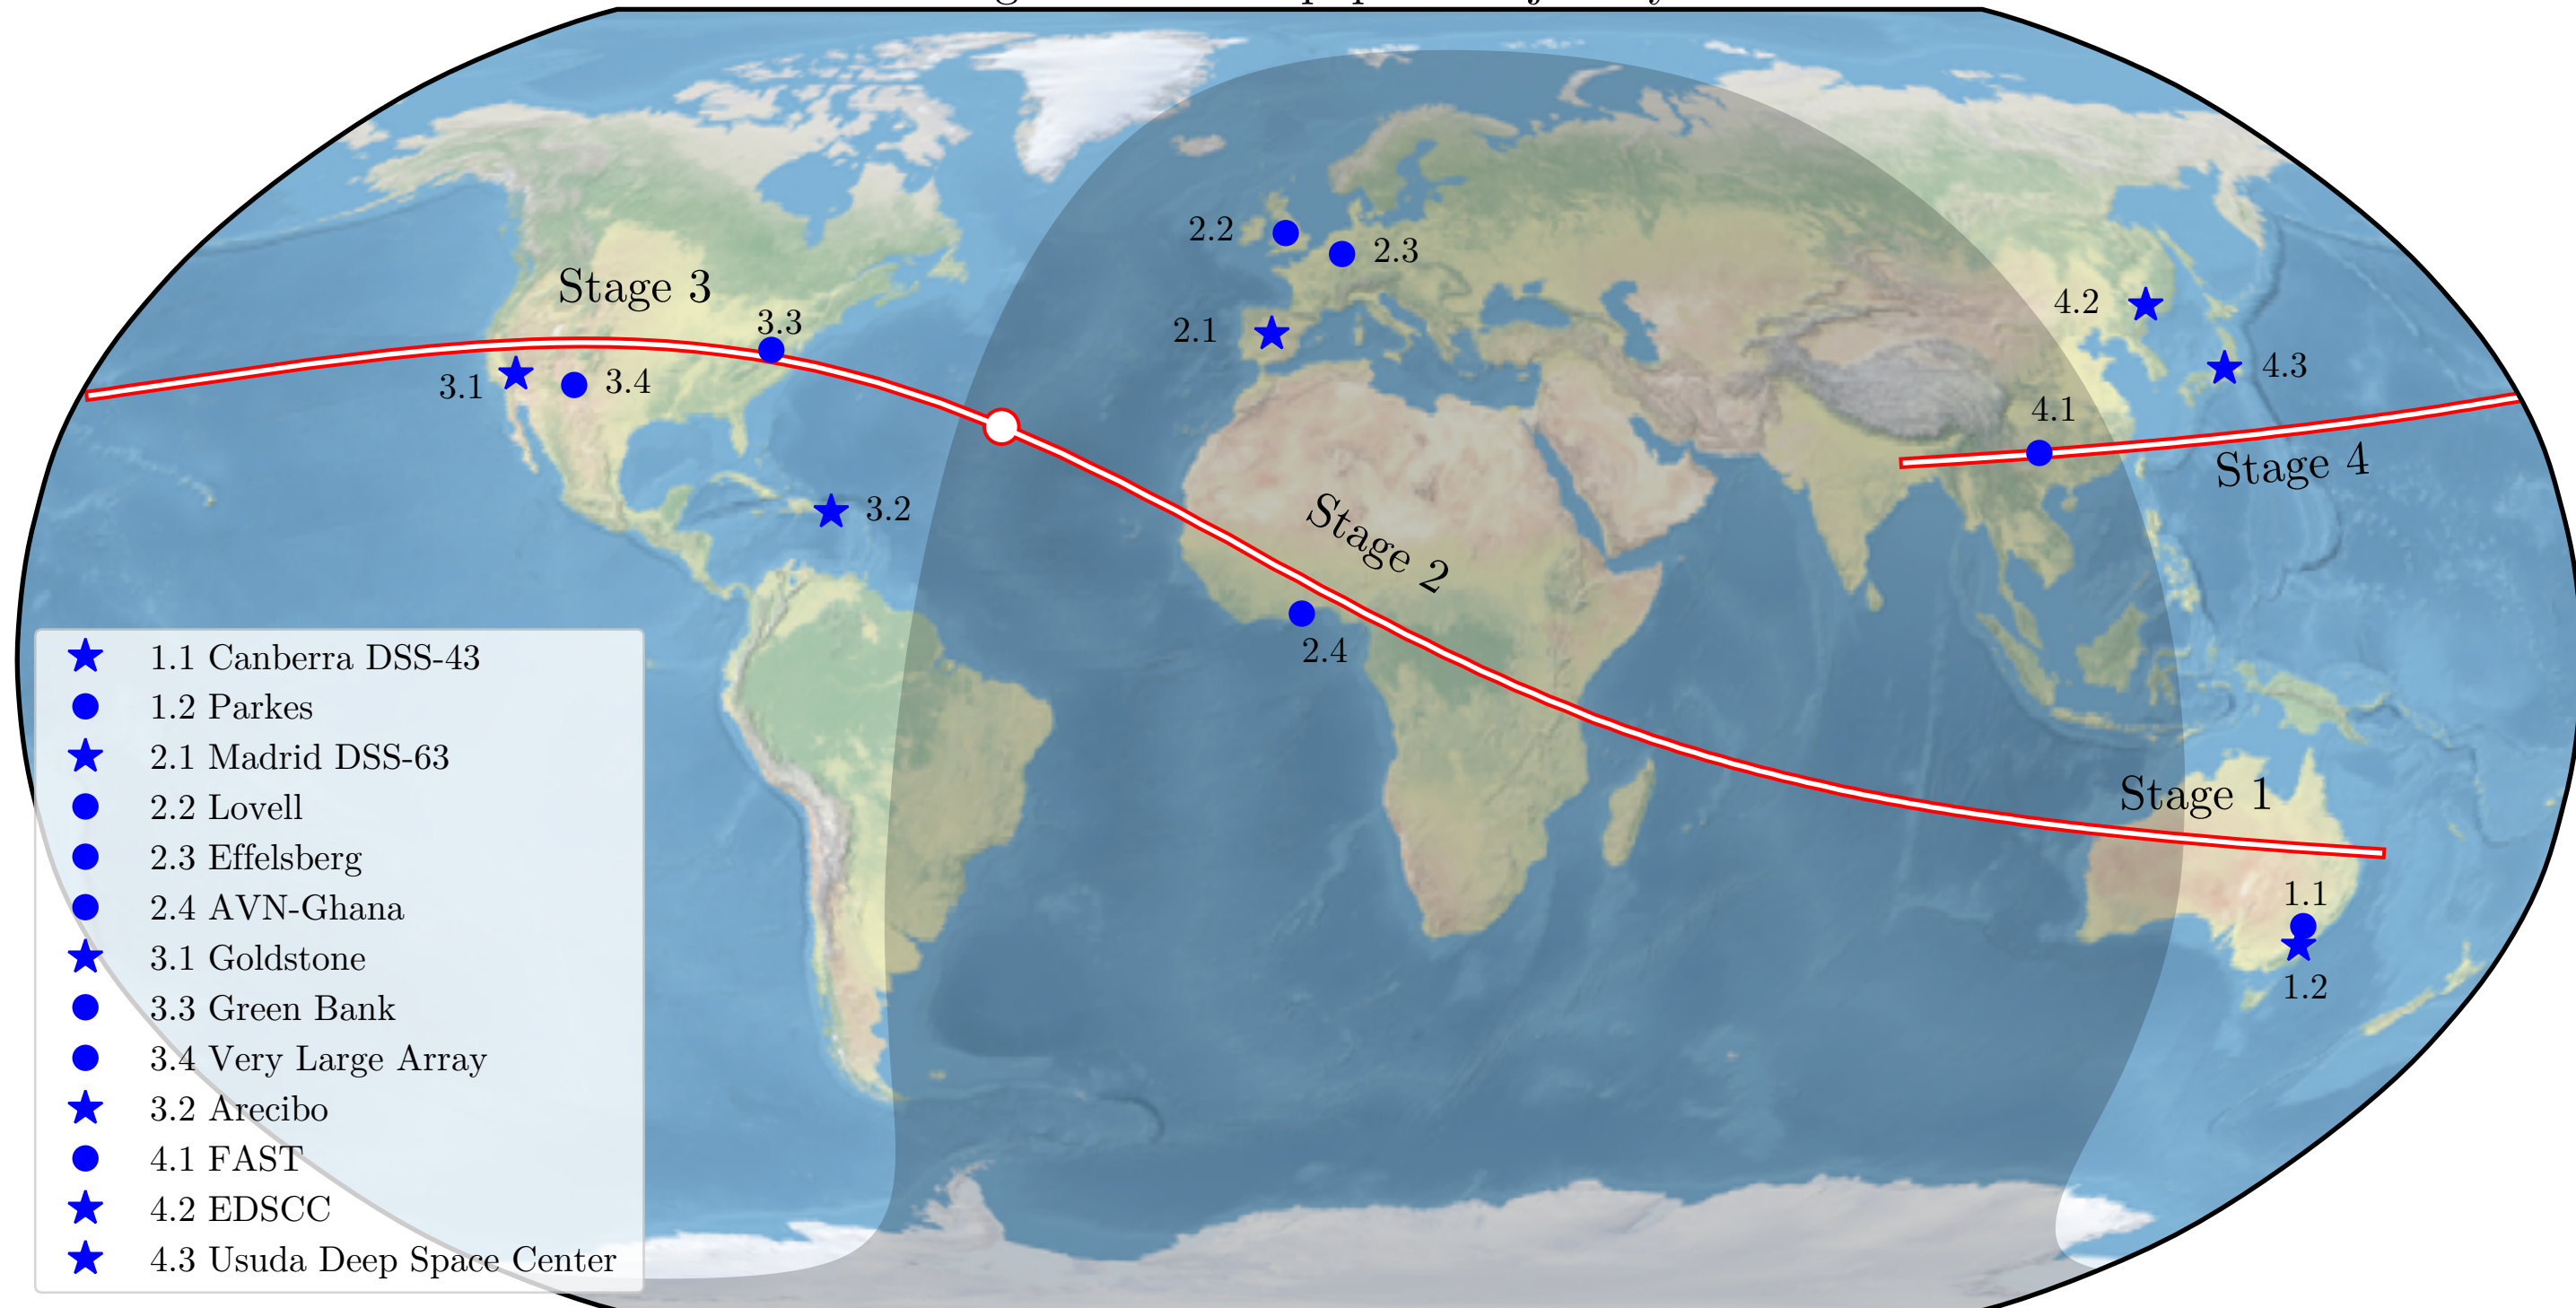 2.2
2.3
Stage 3
3.3
2.1
3.1
3.4
4.2
4.3
4.1
Stage 4
3.2
Stage 2
2.4
Stage 1
1.1
1.2
1.1 Canberra DSS-43
1.2 Parkes
2.1 Madrid DSS-63
2.2 Lovell
2.3 Effelsberg
2.4 AVN-Ghana
3.1 Goldstone
3.3 Green Bank
3.4 Very Large Array
3.2 Arecibo
4.1 FAST
4.2 EDSCC
4.3 Usuda Deep Space Center